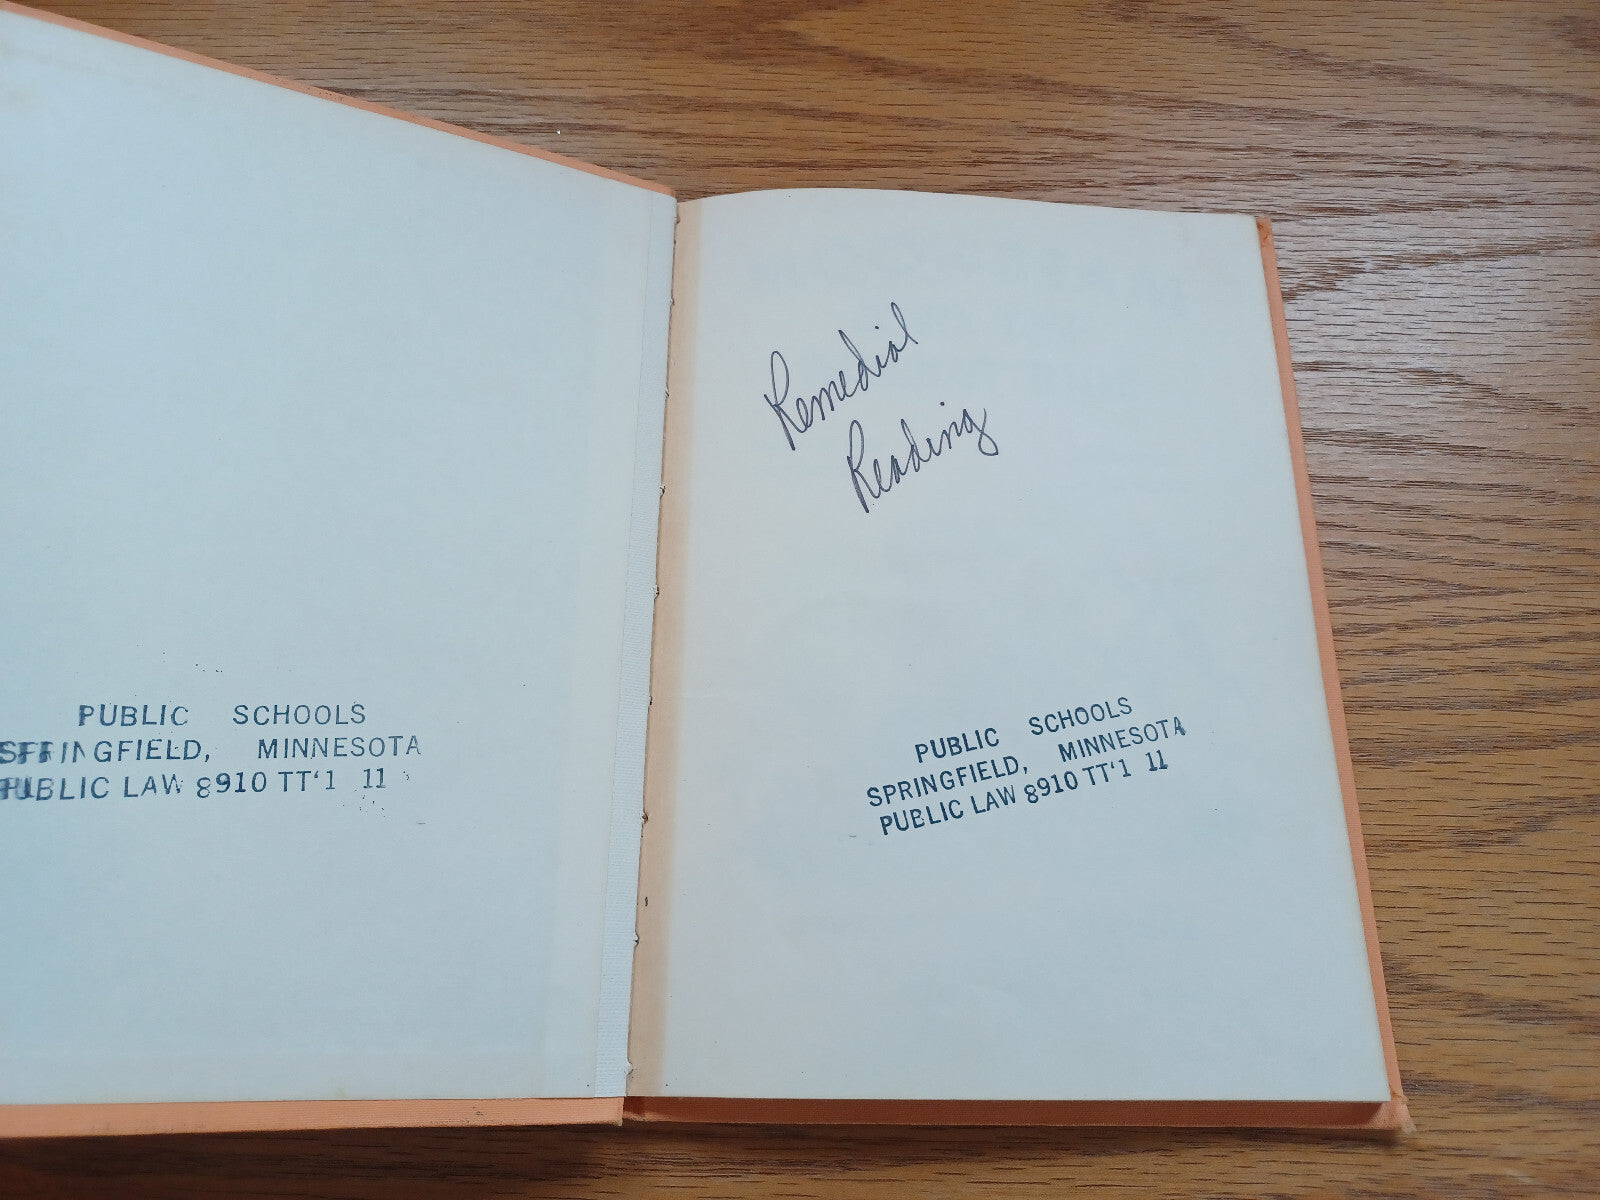 PUBLIC SCHOOLS
SPRINGFIELD, MINNESOTA
PUBLIC LAW 8910 TT'1 11
Remedial
Reading
PUBLIC SCHOOLS
SPRINGFIELD, MINNESOTA
PUBLIC LAW 8910 TT'1 11